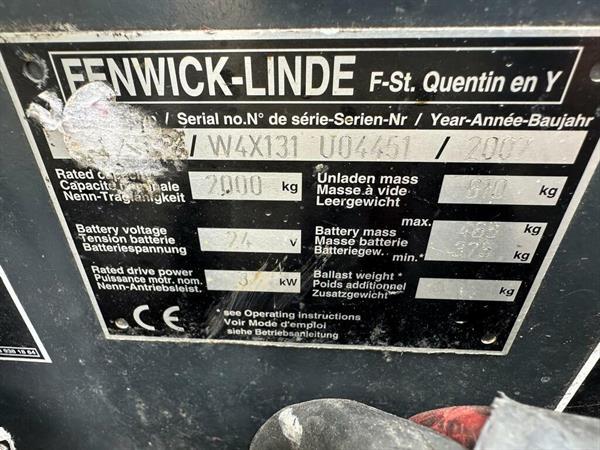 FENWICK-LINDE F-St. Quentin en Y
/ Serial no.N° de série-Serien-Nr / Year-Année-Baujahr
/ W4X131 U04451 / 2007
Rated
Capacité
Nenn-Tragfähigkeit
2000 kg
Unladen mass
Masse à vide
Leergewicht
kg
Battery voltage
Tension batterie
Batteriespannung
24 V
Battery mass
Masse batterie
Batteriegew.
max. kg
min.* kg
Rated drive power
Puissance motr. nom.
Nenn-Antriebsleist.
3 kW
Ballast weight *
Poids additionnel
Zusatzgewicht
kg
CE
* see Operating Instructions
Voir Mode d'emploi
siehe Betriebsanleitung